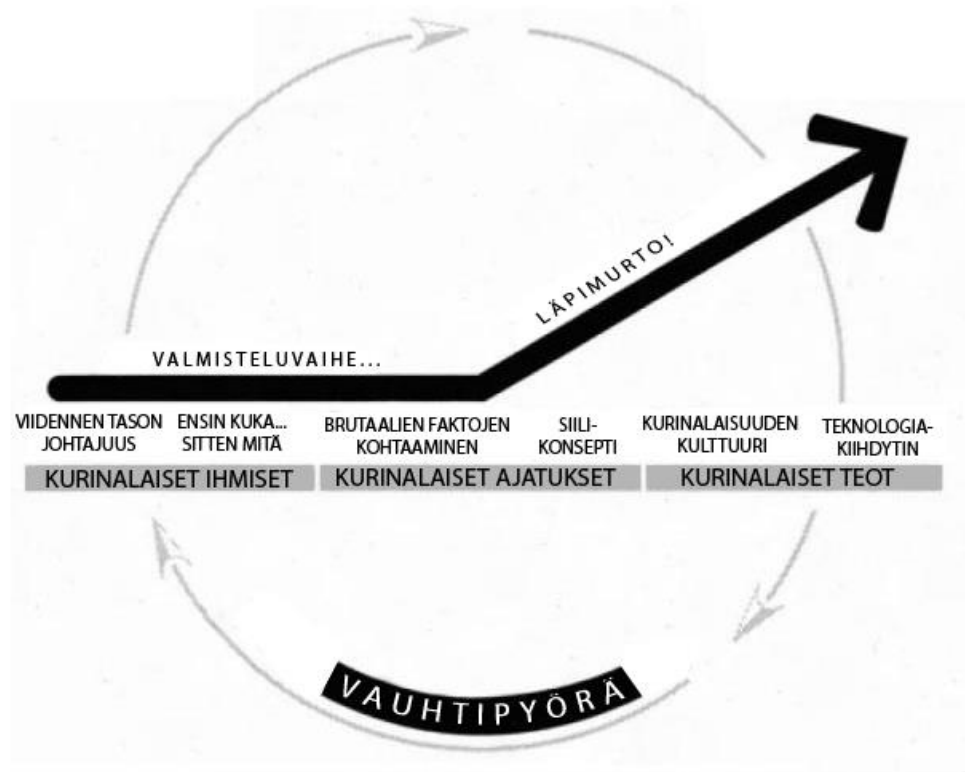 LÄPIMURTO!
VALMISTELUVAIHE...
VIIDENNEN TASON
JOHTAJUUS
ENSIN KUKA...
SITTEN MITÄ
BRUTAALIEN FAKTOJEN
KOHTAAMINEN
SIILI-
KONSEPTI
KURINALAISUUDEN
KULTTUURI
TEKNOLOGIA-
KIIHDYTIN
KURINALAISET IHMISET
KURINALAISET AJATUKSET
KURINALAISET TEOT
VAUHTIPYÖRÄ